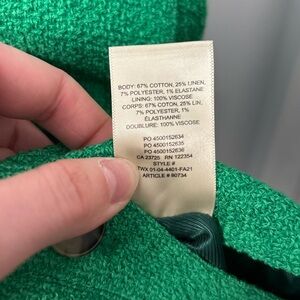 BODY: 67% COTTON, 25% LINEN,
7% POLYESTER, 1% ELASTANE
LINING: 100% VISCOSE
CORPS: 67% COTON, 25% LIN,
7% POLYESTER, 1%
ÉLASTHANNE
DOUBLURE: 100% VISCOSE
PO 4500152634
PO 4500152635
PO 4500152636
CA 23725 RN 122354
STYLE #
TWX 01-04-4401-FA21
ARTICLE # 90734